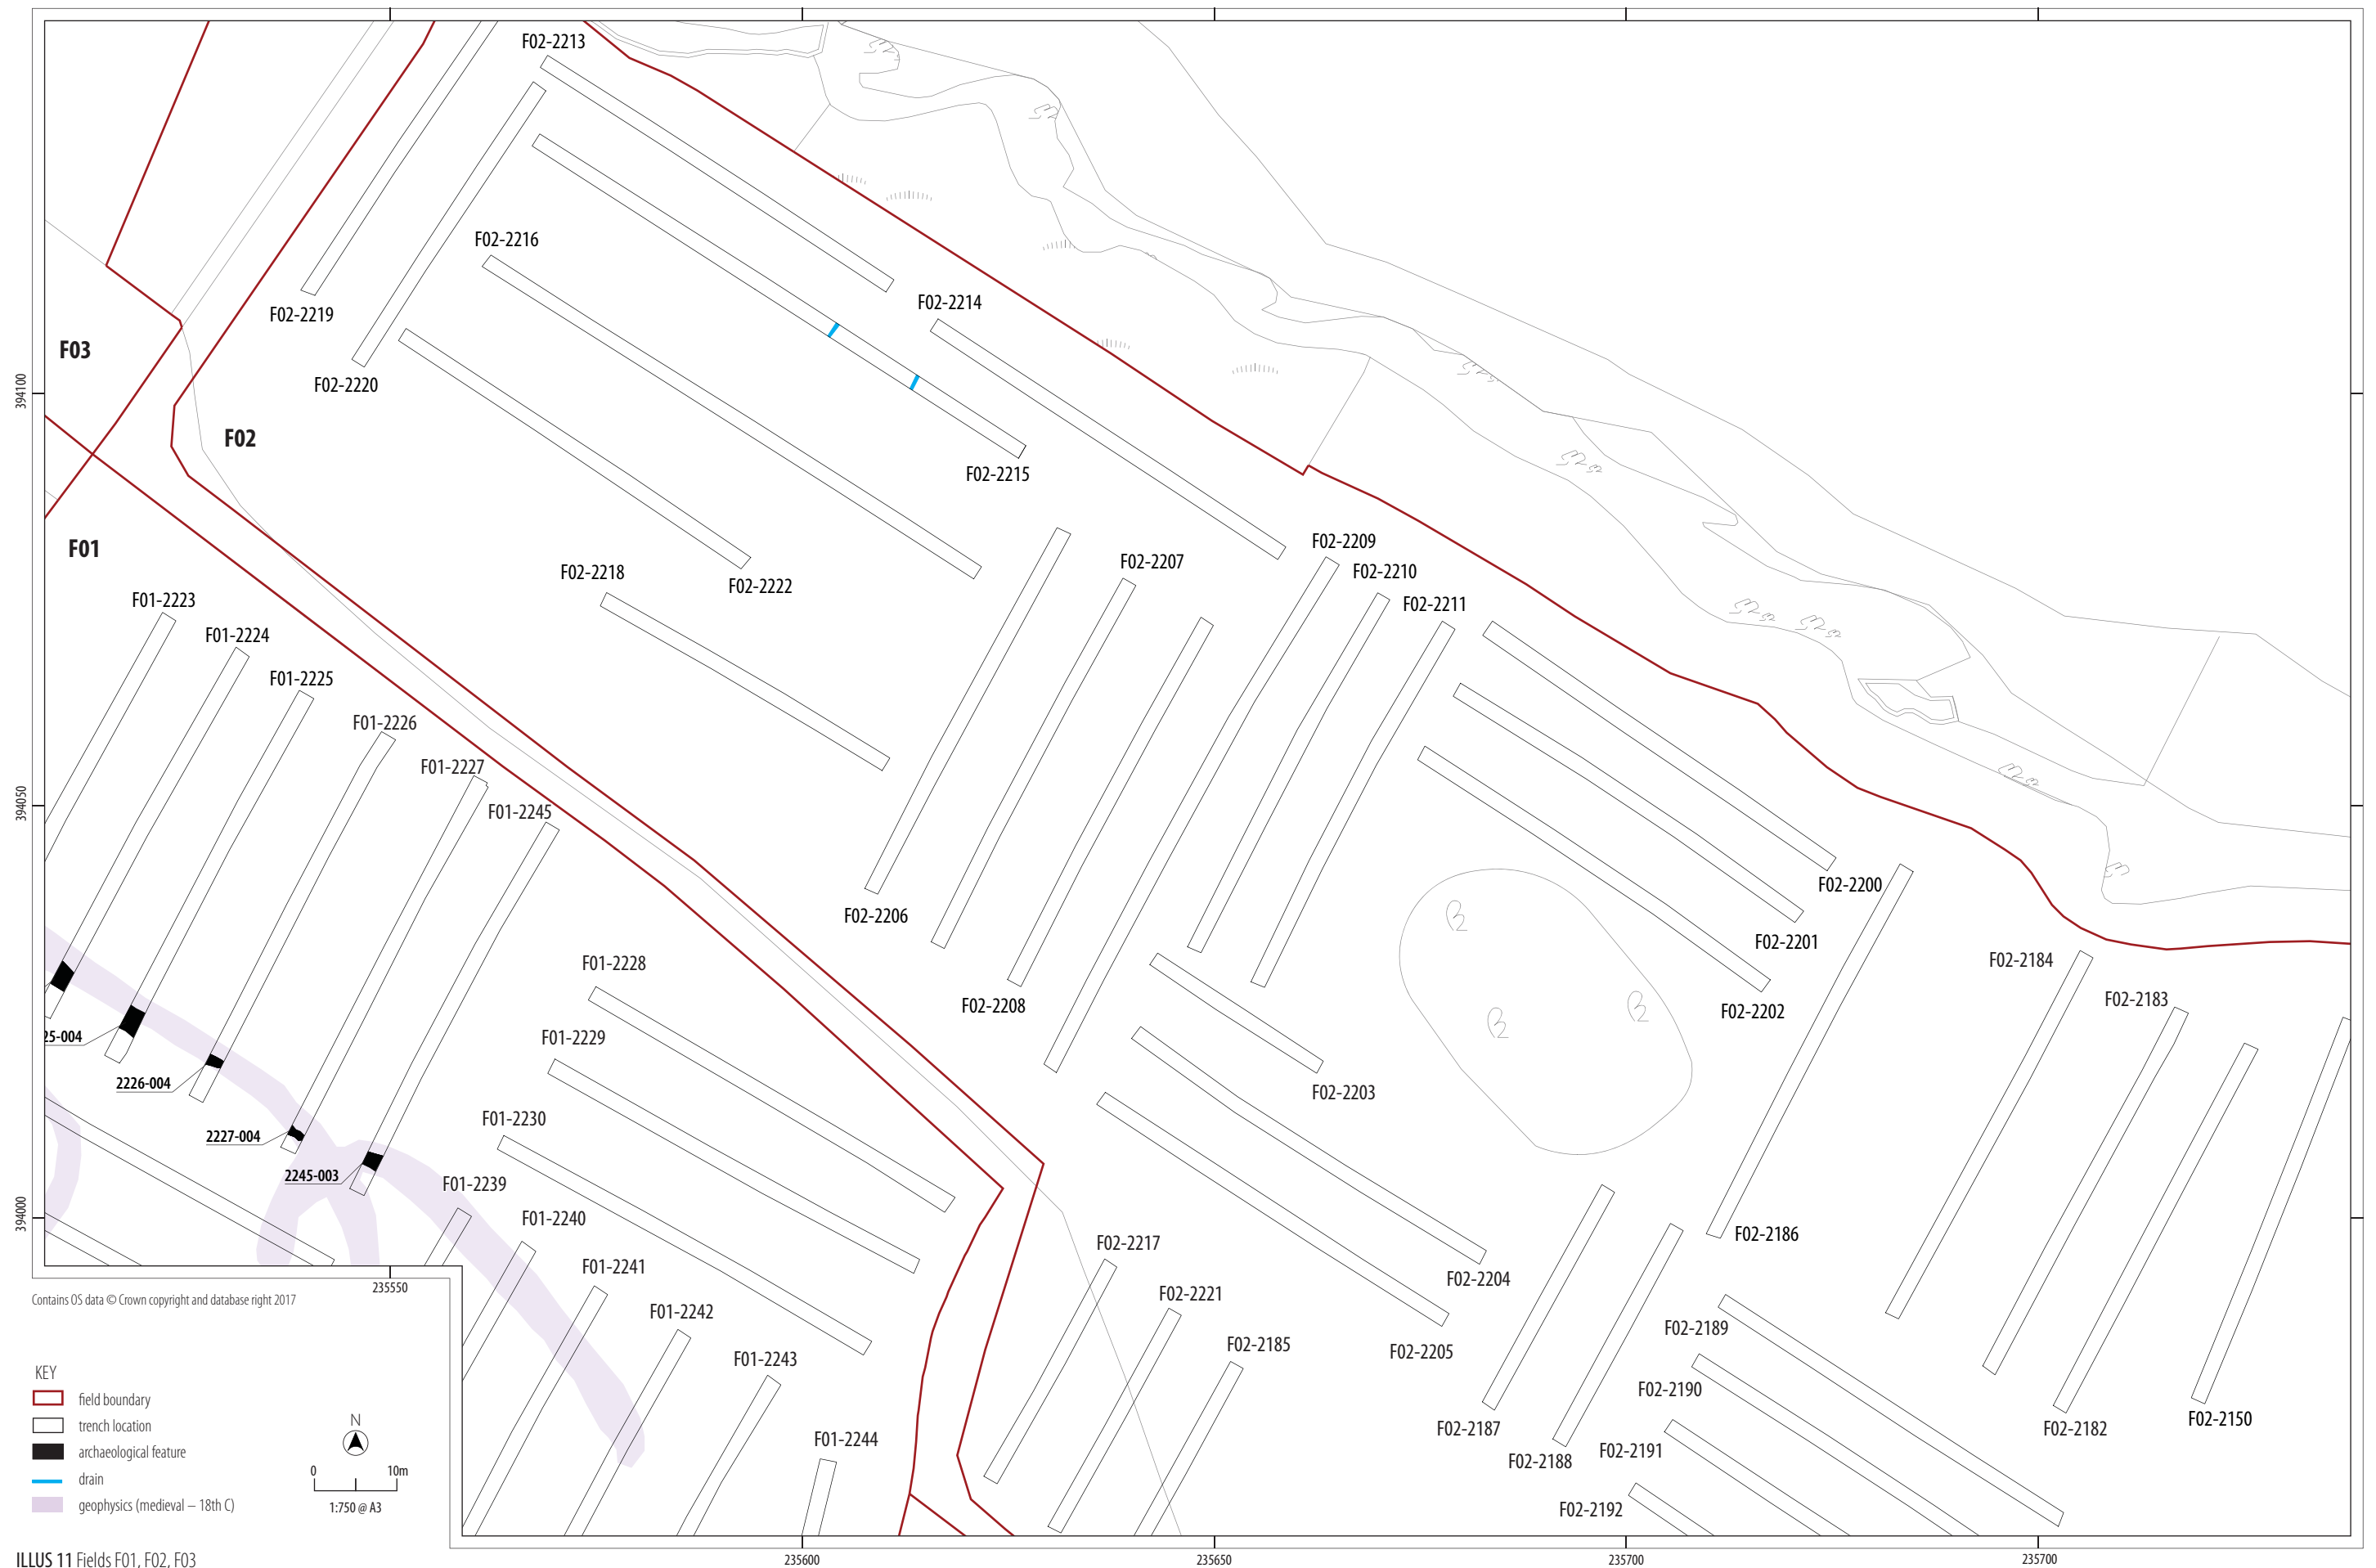 F02-2213
F02-2216
F02-2219
F02-2214
F03
F02-2220
394100
F02
F02-2215
F01
F02-2209
F02-2207
F02-2210
F02-2218
F02-2222
F02-2211
F01-2223
F01-2224
F01-2225
F01-2226
F01-2227
F01-2245
394050
F02-2200
F02-2206
F02-2201
F01-2228
F02-2184
F02-2183
F02-2208
F02-2202
25-004
F01-2229
2226-004
F02-2203
F01-2230
2227-004
2245-003
F01-2239
394000
F01-2240
F02-2186
F02-2217
F01-2241
F02-2204
235550
F02-2221
Contains OS data © Crown copyright and database right 2017
F01-2242
F02-2189
F02-2185
F02-2205
F01-2243
KEY
F02-2190
field boundary
F02-2150
trench location
F02-2187
F02-2182
N
F01-2244
archaeological feature
F02-2191
F02-2188
0 10m
drain
geophysics (medieval – 18th C)
1:750 @ A3
F02-2192
ILLUS 11 Fields F01, F02, F03
235600
235650
235700
235700